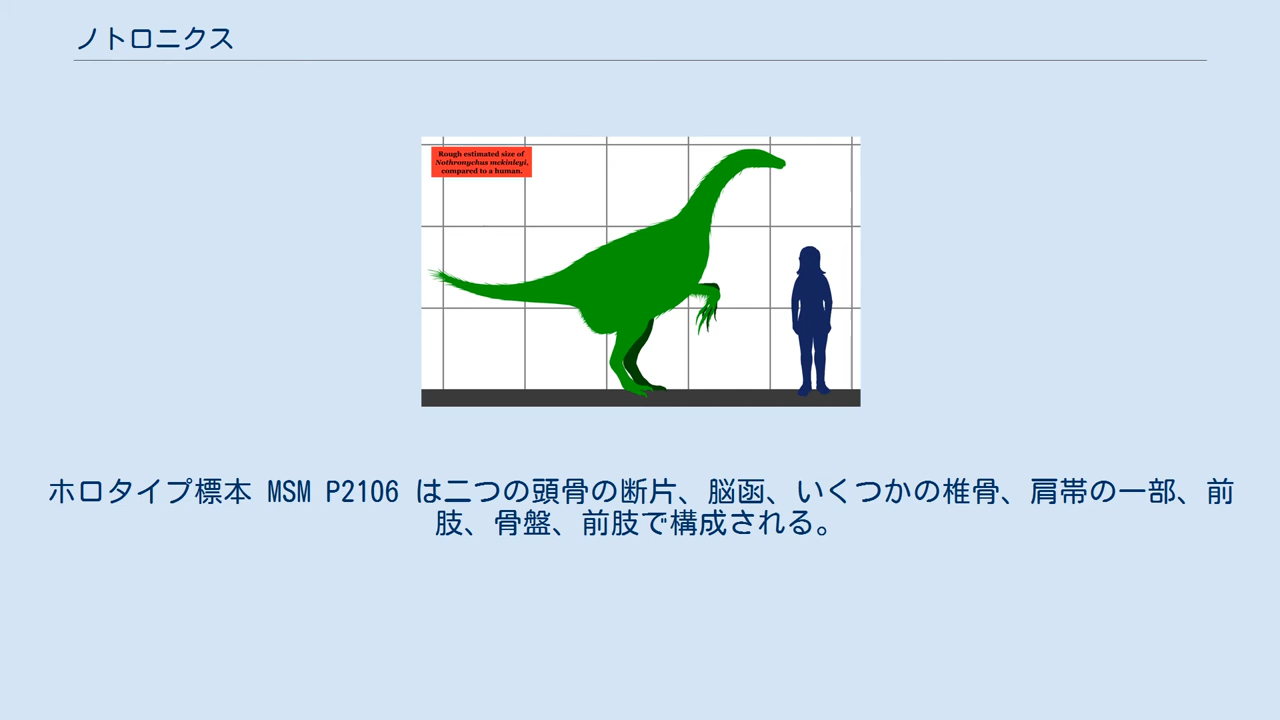 ノトロニクス
Rough estimated size of
Nothronychus mckinleyi,
compared to a human.
ホロタイプ標本 MSM P2106 は二つの頭骨の断片、脳函、いくつかの椎骨、肩帯の一部、前
肢、骨盤、前肢で構成される。